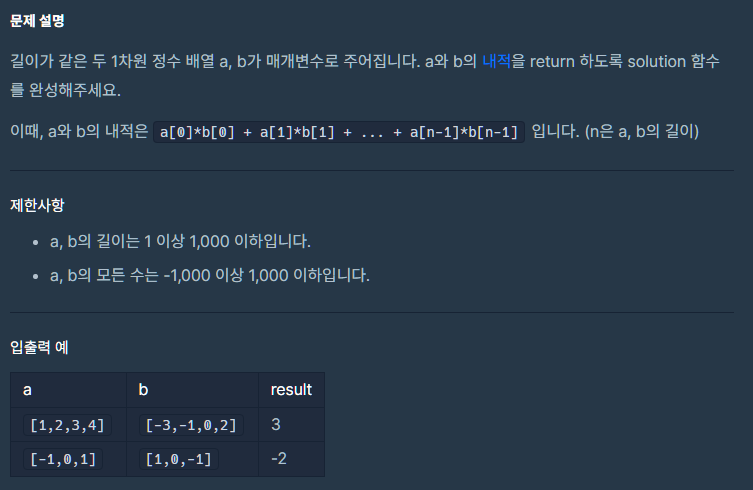 문제 설명
길이가 같은 두 1차원 정수 배열 a, b가 매개변수로 주어집니다. a와 b의 내적을 return 하도록 solution 함수
를 완성해주세요.
이때, a와 b의 내적은 a[0]*b[0] + a[1]*b[1] + ... + a[n-1]*b[n-1] 입니다. (n은 a, b의 길이)
제한사항
• a, b의 길이는 1 이상 1,000 이하입니다.
• a, b의 모든 수는 -1,000 이상 1,000 이하입니다.
입출력 예
a b result
[1,2,3,4] [-3,-1,0,2] 3
[-1,0,1] [1,0,-1] -2